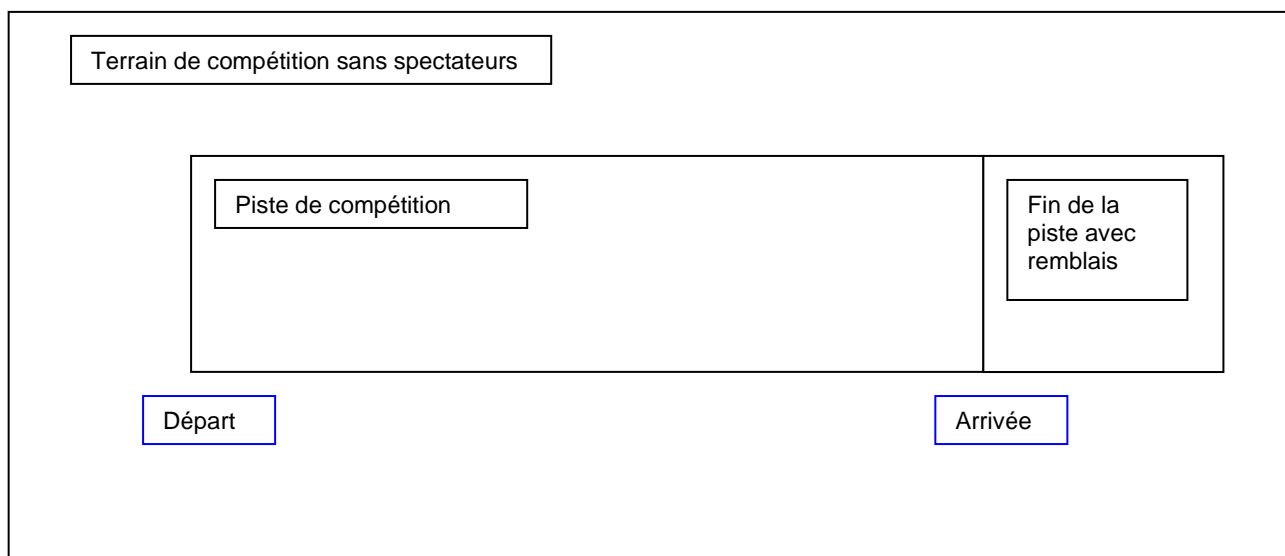 Terrain de compétition sans spectateurs
Piste de compétition
Fin de la
piste avec
remblais
Départ
Arrivée